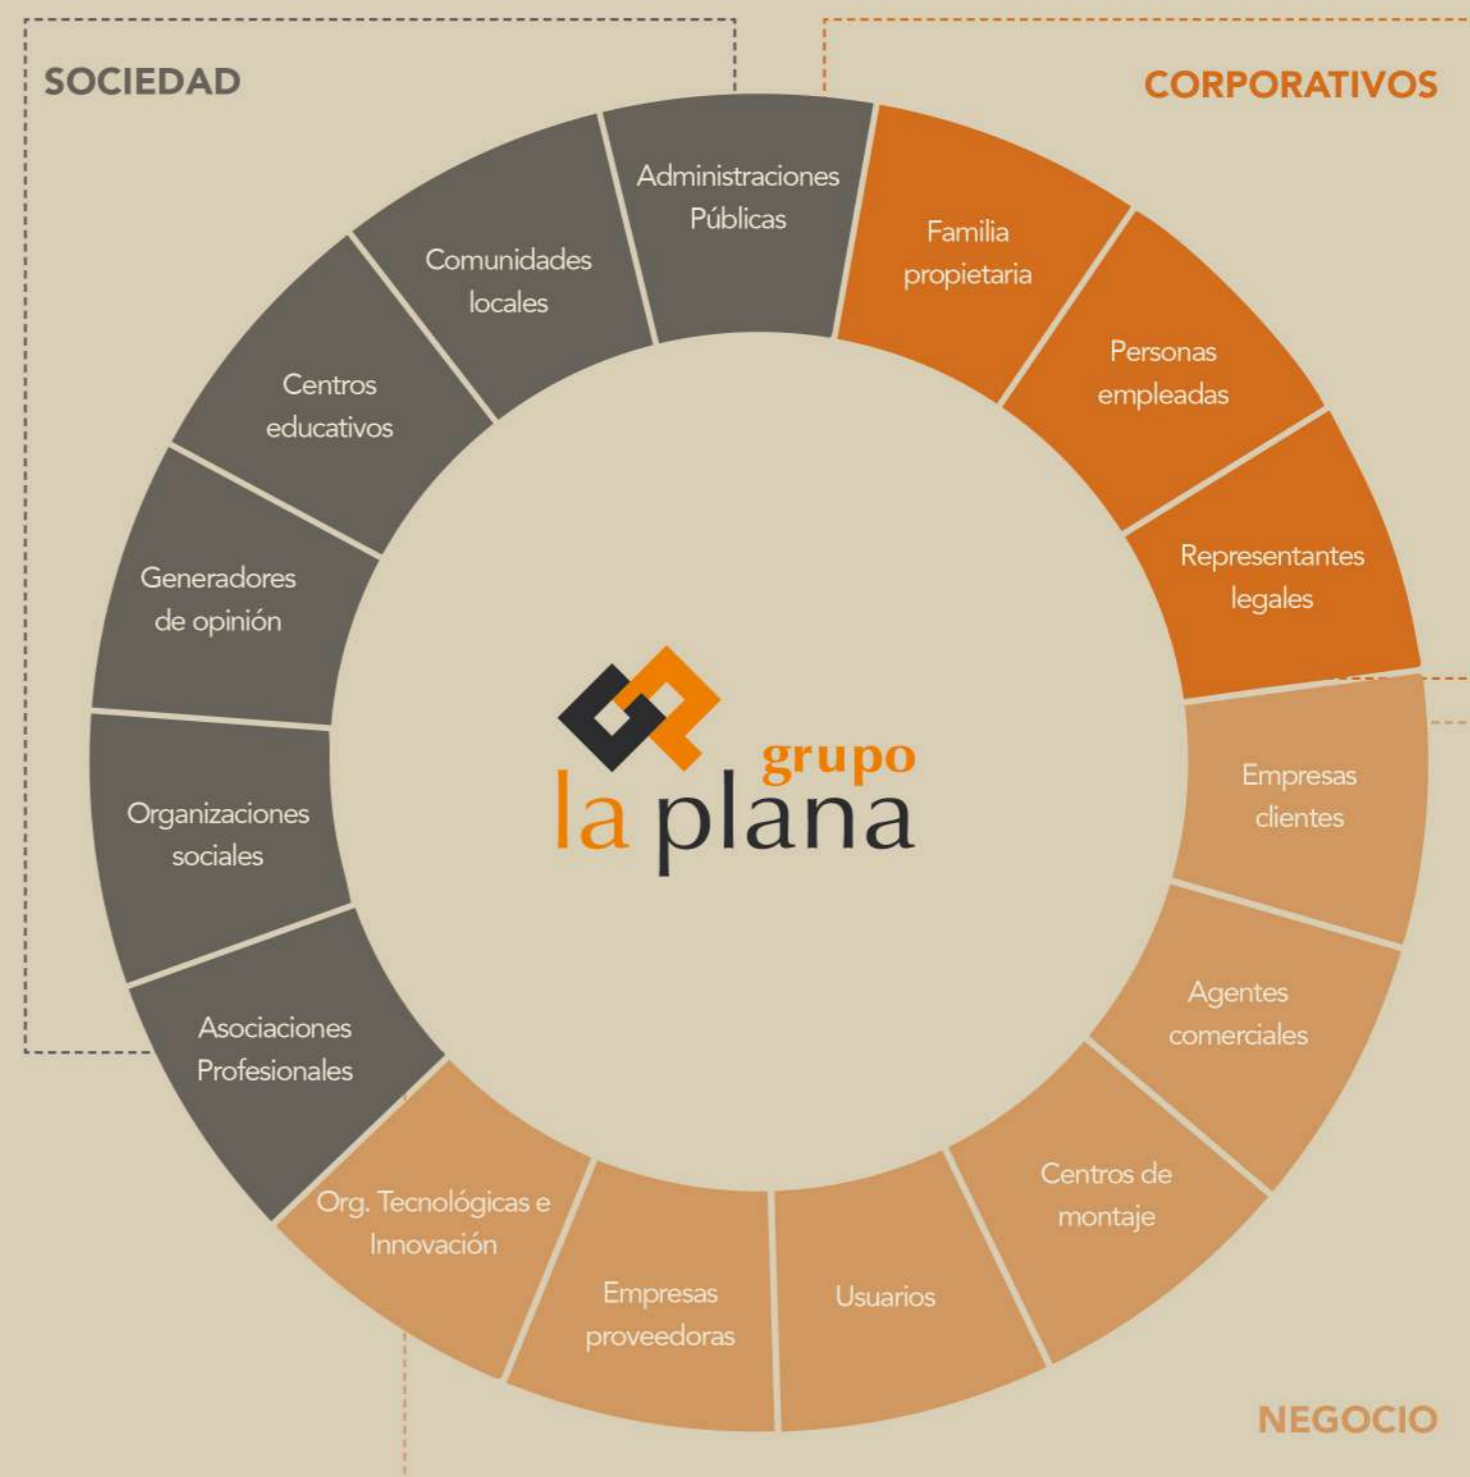 SOCIEDAD
CORPORATIVOS
Administraciones
Públicas
Familia
propietaria
Personas
empleadas
Representantes
legales
Empresas
clientes
Agentes
comerciales
Centros de
montaje
Usuarios
Empresas
proveedoras
Org. Tecnológicas e
Innovación
Asociaciones
Profesionales
Organizaciones
sociales
Generadores
de opinión
Centros
educativos
Comunidades
locales
grupo
la plana
NEGOCIO